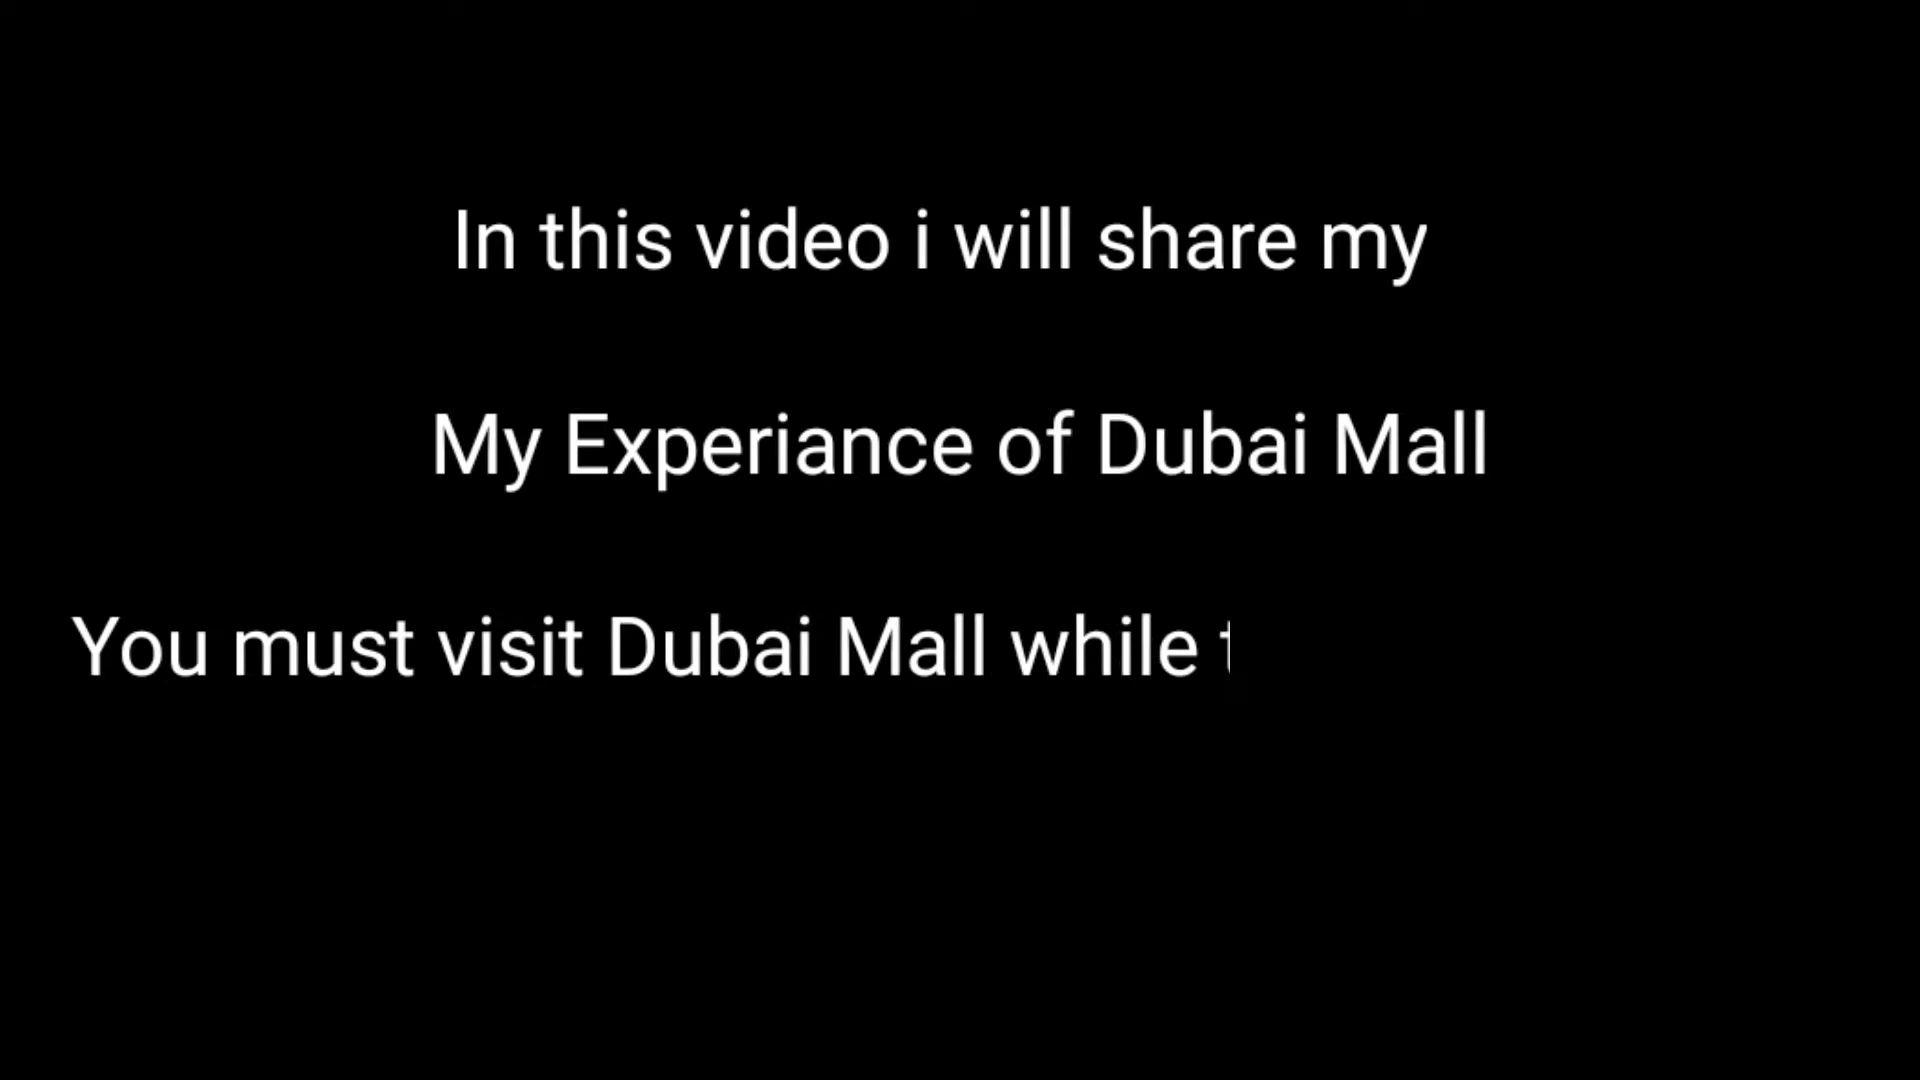 In this video i will share my
My Experiance of Dubai Mall
You must visit Dubai Mall while